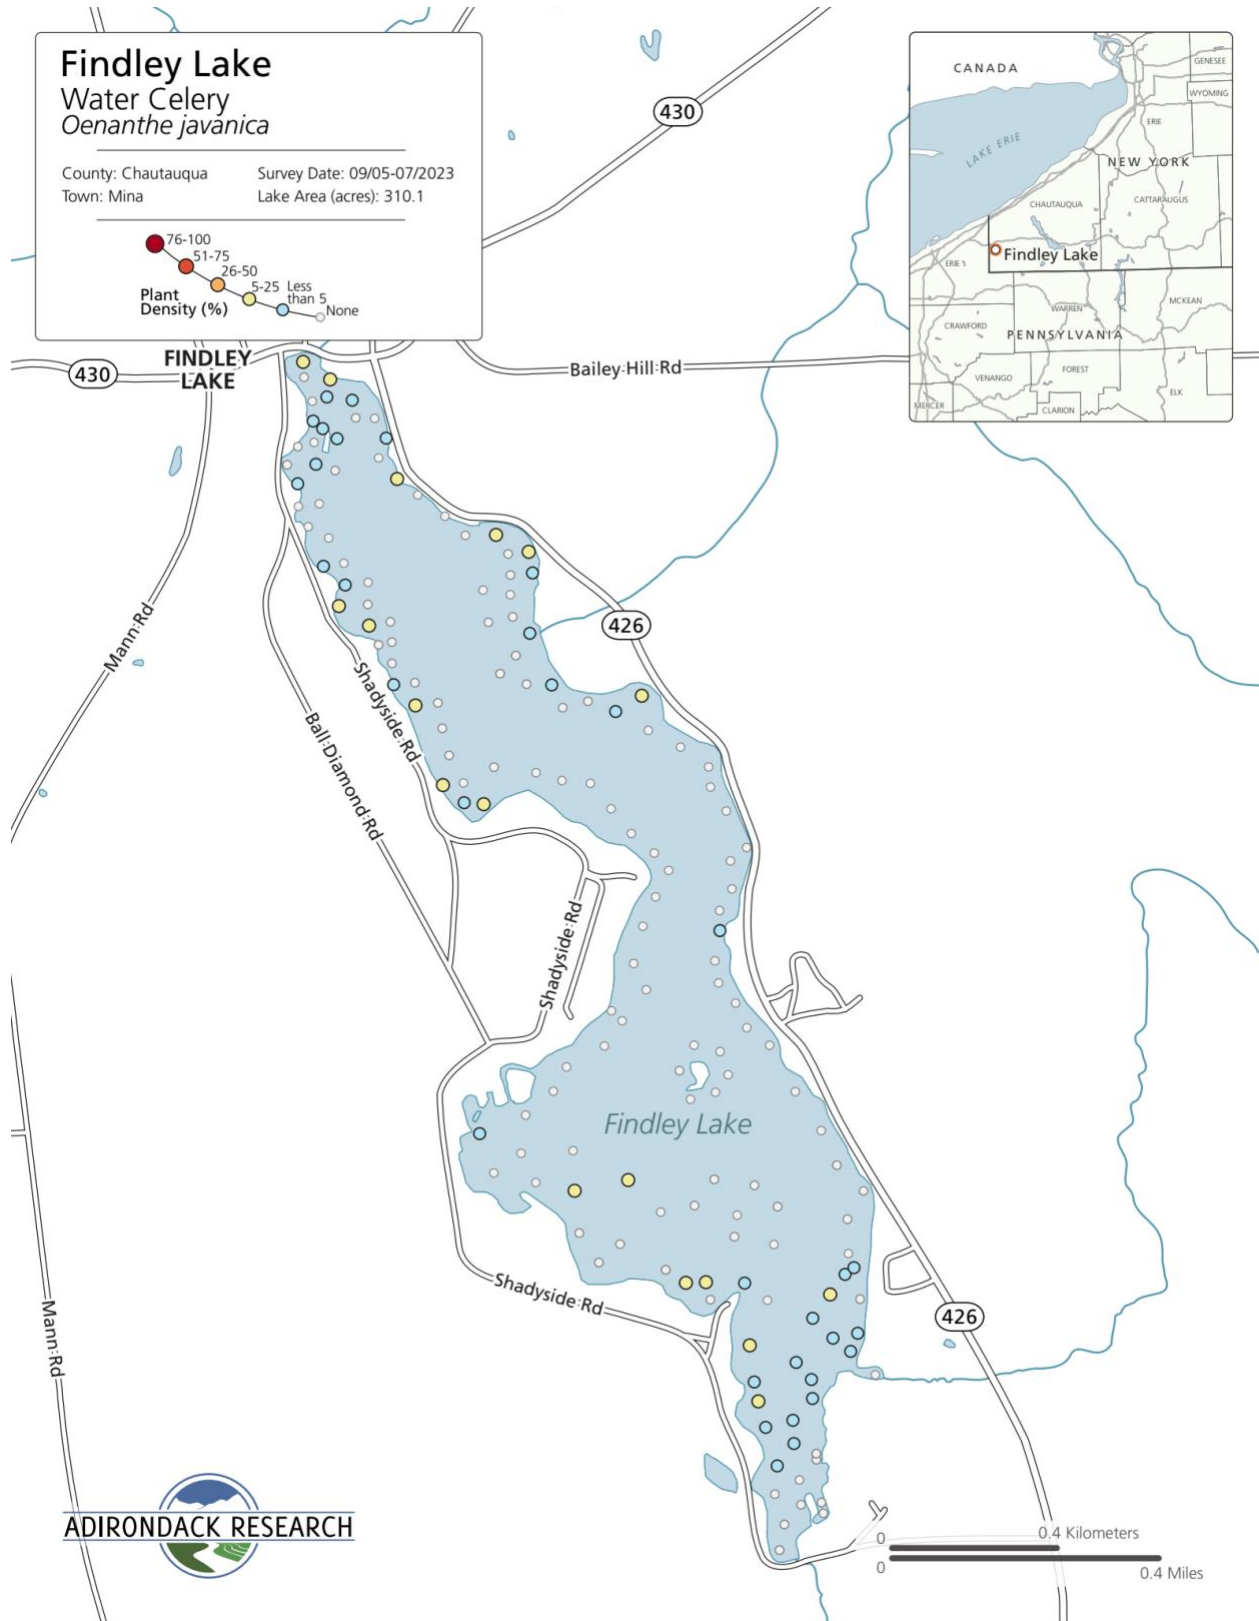 Findley Lake
Water Celery
Oenanthe javanica
County: Chautauqua
Survey Date: 09/05-07/2023
Town: Mina
Lake Area (acres): 310.1
76-100
51-75
26-50
5-25
Less
than 5
None
Plant
Density (%)
430
CANADA
GENESEE
WYOMING
ERIE
LAKE ERIE
NEW YORK
CHAUTAUQUA
CATTARAUGUS
Findley Lake
ERIE
MCKEAN
WARREN
CRAWFORD
PENNSYLVANIA
FOREST
VENANGO
ELK
MERCER
CLARION
FINDLEY
LAKE
430
Bailey Hill Rd
Mann Rd
426
Shadyside Rd
Ball Diamond Rd
Shadyside Rd
Findley Lake
Shadyside Rd
Mann Rd
426
ADIRONDACK RESEARCH
0
0.4 Kilometers
0
0.4 Miles